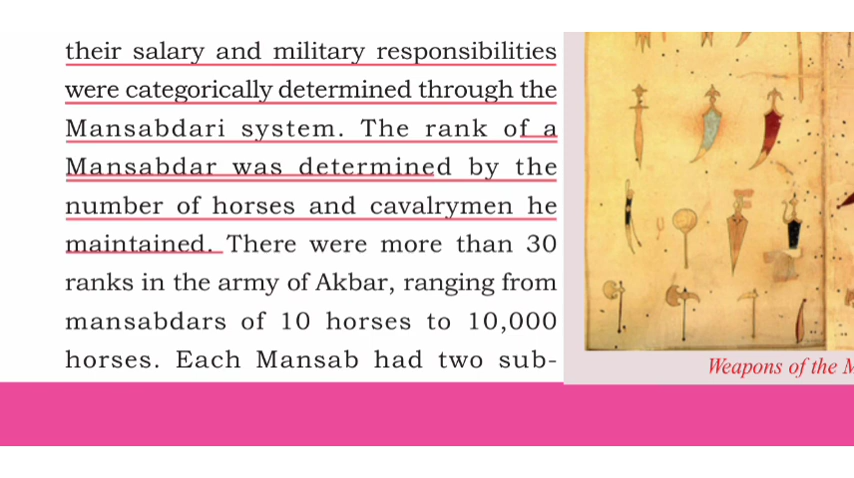 their salary and military responsibilities
were categorically determined through the
Mansabdari system. The rank of a
Mansabdar was determined by the
number of horses and cavalrymen he
maintained. There were more than 30
ranks in the army of Akbar, ranging from
mansabdars of 10 horses to 10,000
horses. Each Mansab had two sub-
Weapons of the M